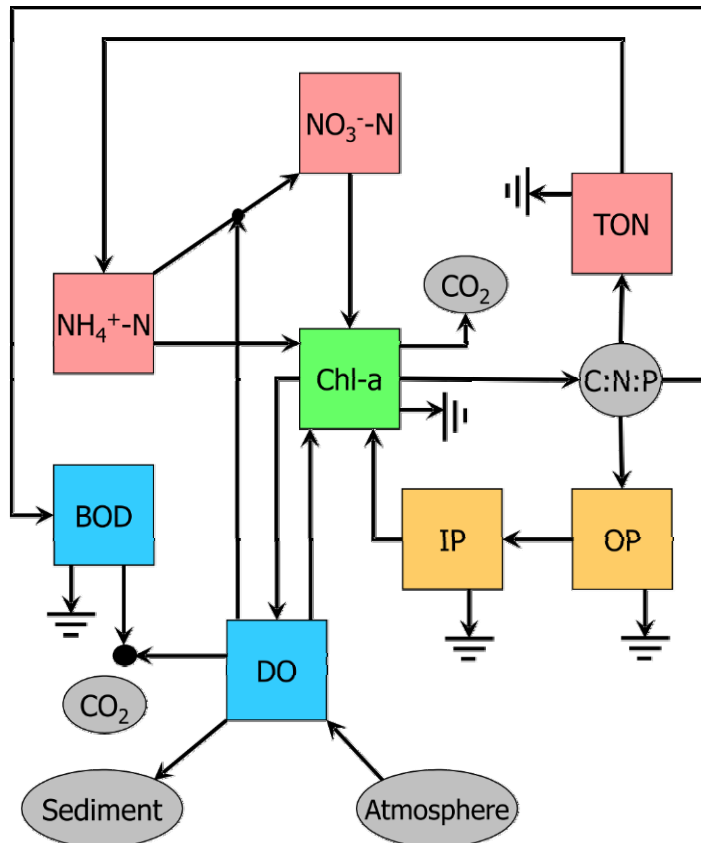 NO₃⁻-N
TON
CO₂
NH₄⁺-N
Chl-a
C:N:P
BOD
IP
OP
DO
CO₂
Sediment
Atmosphere